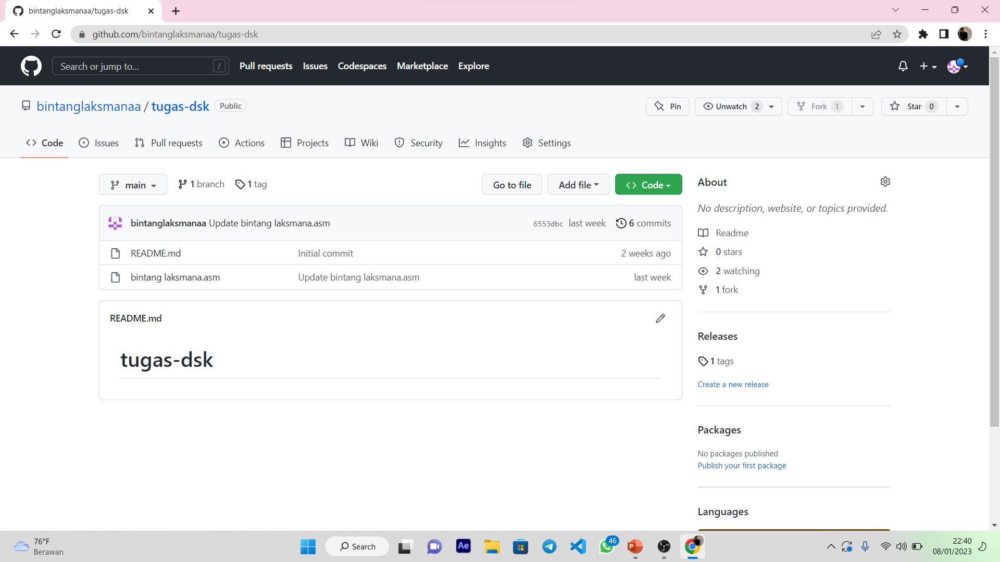 bintanglaksmanaa/tugas-dsk
github.com/bintanglaksmanaa/tugas-dsk
Search or jump to... /
Pull requests Issues Codespaces Marketplace Explore
bintanglaksmanaa / tugas-dsk Public
Pin Unwatch 2 Fork 1 Star 0
Code Issues Pull requests Actions Projects Wiki Security Insights Settings
main 1 branch 1 tag Go to file Add file Code
bintanglaksmanaa Update bintang laksmana.asm 6553dbc last week 6 commits
README.md Initial commit 2 weeks ago
bintang laksmana.asm Update bintang laksmana.asm last week
README.md
tugas-dsk
About
No description, website, or topics provided.
Readme
0 stars
2 watching
1 fork
Releases
1 tags
Create a new release
Packages
No packages published
Publish your first package
Languages
76°F
Berawan
Search
Ae
46
P
22:40
08/01/2023